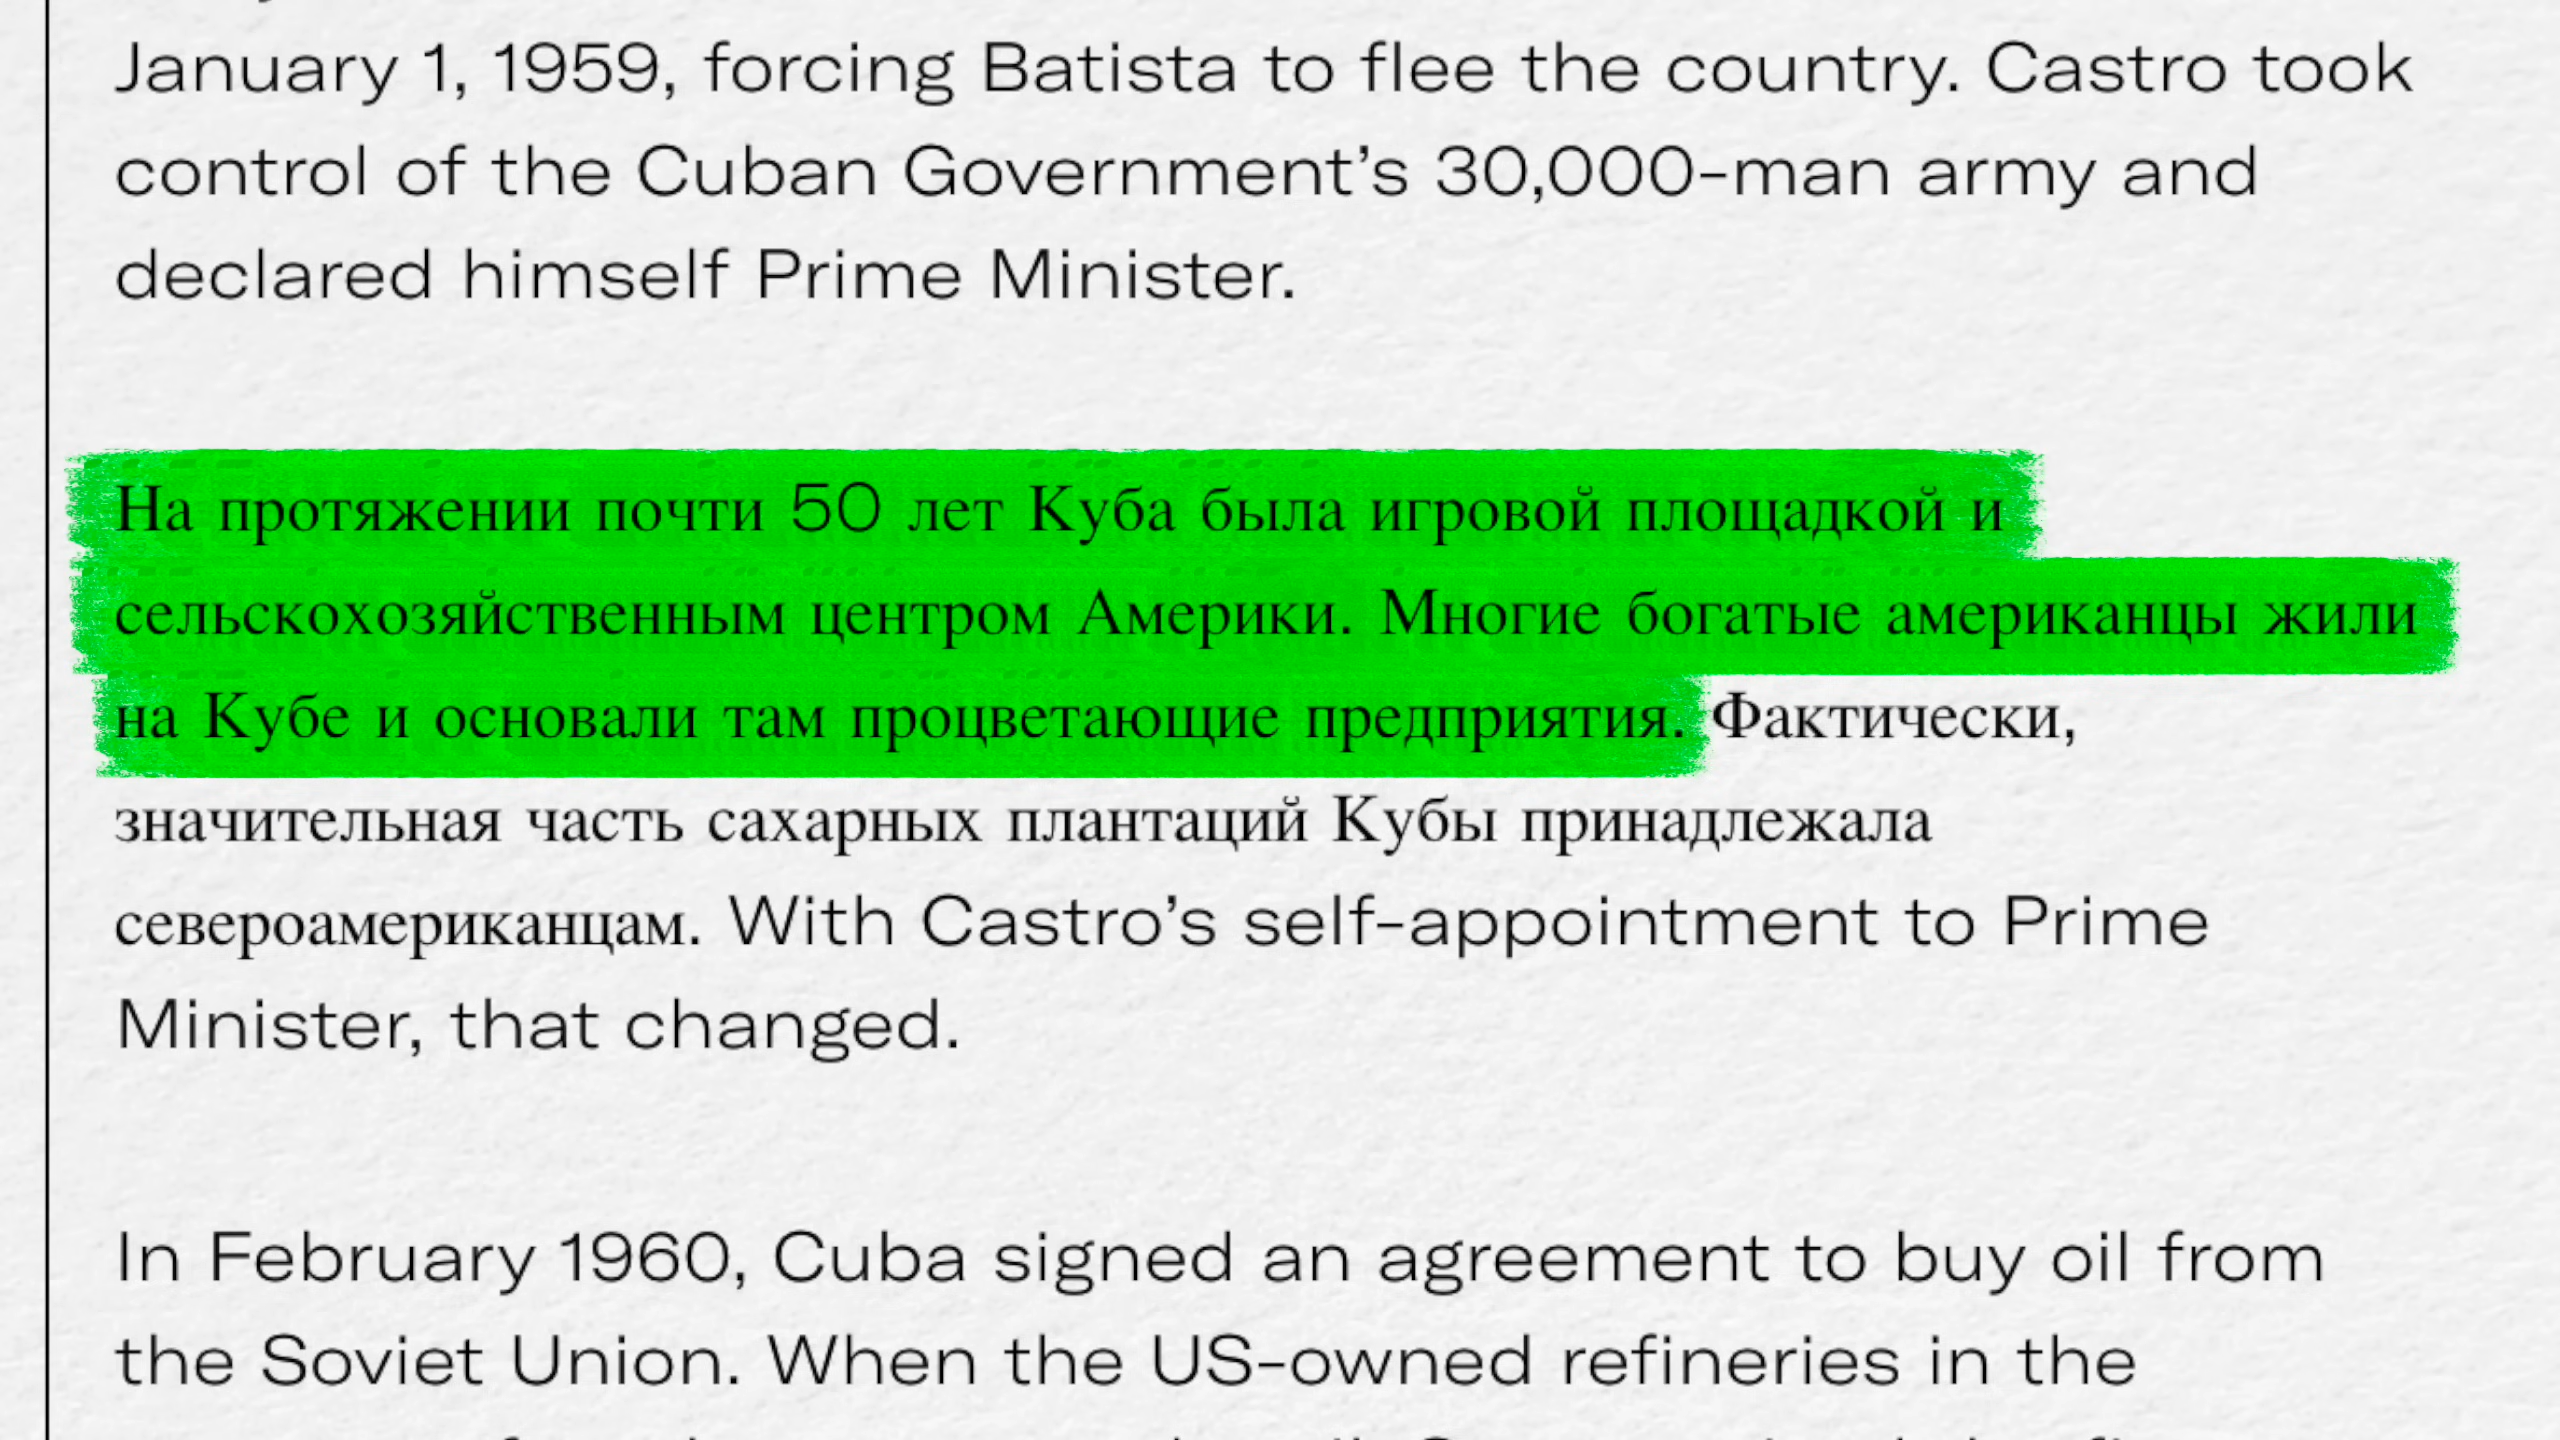 January 1, 1959, forcing Batista to flee the country. Castro took
control of the Cuban Government’s 30,000-man army and
declared himself Prime Minister.
На протяжении почти 50 лет Куба была игровой площадкой и
сельскохозяйственным центром Америки. Многие богатые американцы жили
на Кубе и основали там процветающие предприятия. Фактически,
значительная часть сахарных плантаций Кубы принадлежала
североамериканцам. With Castro’s self-appointment to Prime
Minister, that changed.
In February 1960, Cuba signed an agreement to buy oil from
the Soviet Union. When the US-owned refineries in the